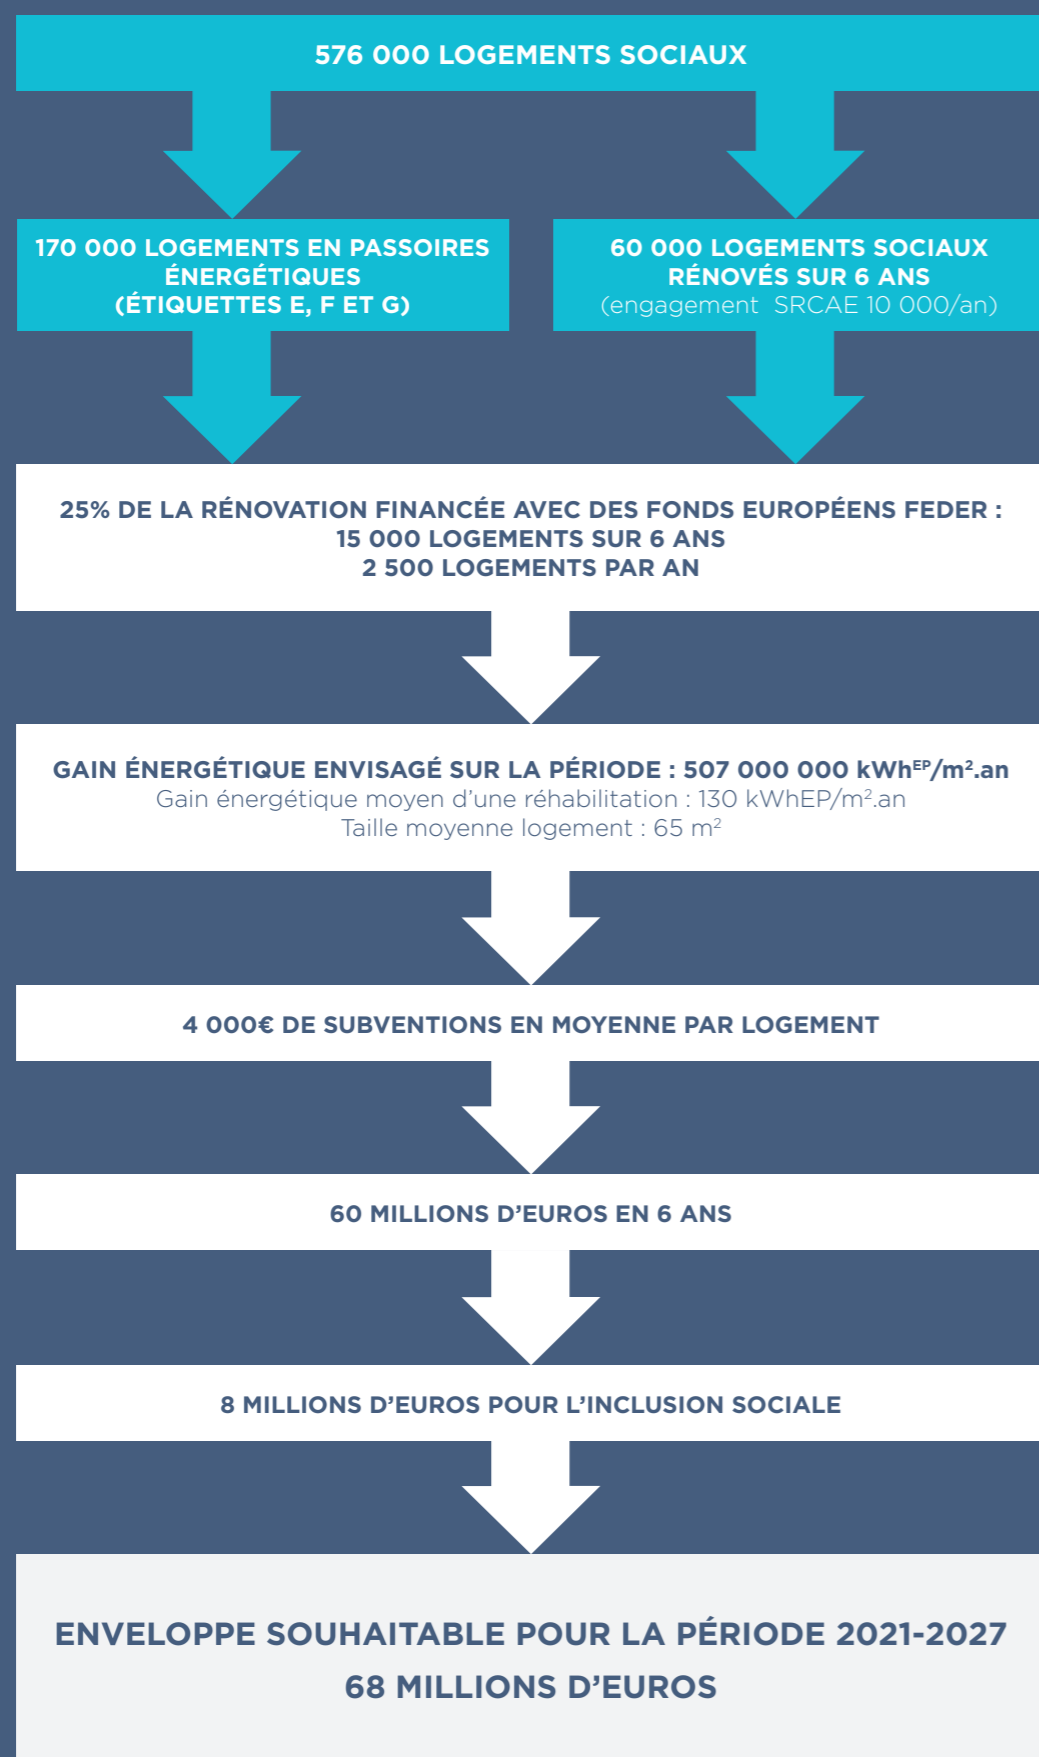 576 000 LOGEMENTS SOCIAUX
170 000 LOGEMENTS EN PASSOIRES
ÉNERGÉTIQUES
(ÉTIQUETTES E, F ET G)
60 000 LOGEMENTS SOCIAUX
RÉNOVÉS SUR 6 ANS
(engagement SRCAE 10 000/an)
25% DE LA RÉNOVATION FINANCÉE AVEC DES FONDS EUROPÉENS FEDER :
15 000 LOGEMENTS SUR 6 ANS
2 500 LOGEMENTS PAR AN
GAIN ÉNERGÉTIQUE ENVISAGÉ SUR LA PÉRIODE : 507 000 000 kWhᴱᴾ/m².an
Gain énergétique moyen d’une réhabilitation : 130 kWhEP/m².an
Taille moyenne logement : 65 m²
4 000€ DE SUBVENTIONS EN MOYENNE PAR LOGEMENT
60 MILLIONS D’EUROS EN 6 ANS
8 MILLIONS D’EUROS POUR L’INCLUSION SOCIALE
ENVELOPPE SOUHAITABLE POUR LA PÉRIODE 2021-2027
68 MILLIONS D’EUROS